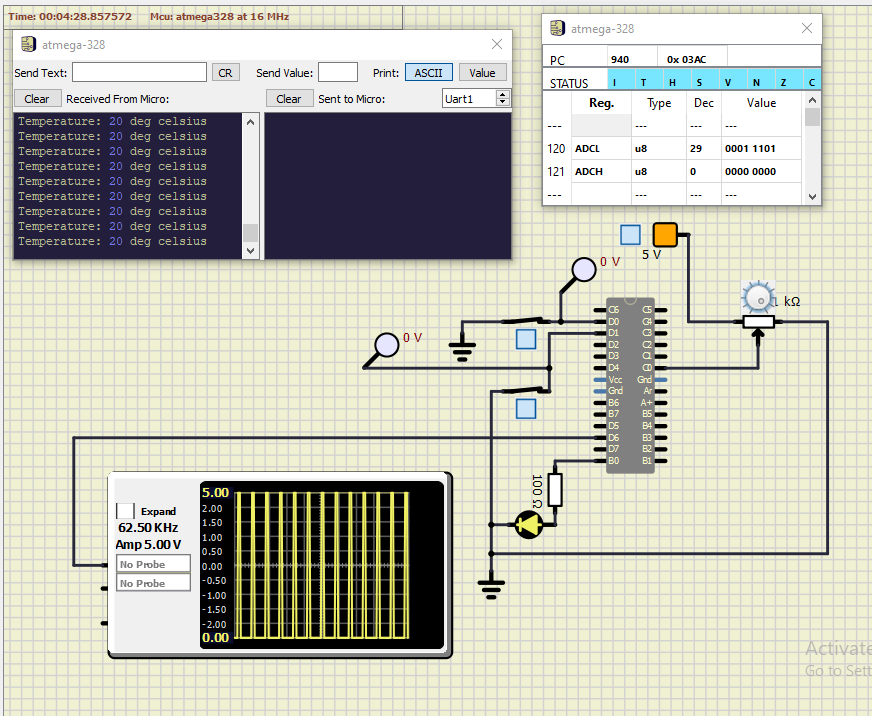 Time: 00:04:28.857572 Mcu: atmega328 at 16 MHz
atmega-328
Send Text: CR Send Value: Print: ASCII Value
Clear Received From Micro: Clear Sent to Micro: Uart1
Temperature: 20 deg celsius
Temperature: 20 deg celsius
Temperature: 20 deg celsius
Temperature: 20 deg celsius
Temperature: 20 deg celsius
Temperature: 20 deg celsius
Temperature: 20 deg celsius
Temperature: 20 deg celsius
Temperature: 20 deg celsius
atmega-328
PC 940 0x 03AC
STATUS I T H S V N Z C
Reg. Type Dec Value
--- --- --- ---
120 ADCL u8 29 0001 1101
121 ADCH u8 0 0000 0000
--- --- --- ---
5 V
0 V
1 kΩ
0 V
C6 C5
D0 C4
D1 C3
D2 C2
D3 C1
D4 C0
Vcc Gnd
Gnd Ar
B6 A+
B7 B5
D5 B4
D6 B3
D7 B2
B0 B1
100 Ω
Expand
62.50 KHz
Amp 5.00 V
No Probe
No Probe
5.00
2.00
1.50
1.00
0.50
0.00
-0.50
-1.00
-1.50
-2.00
0.00
Activate
Go to Sett